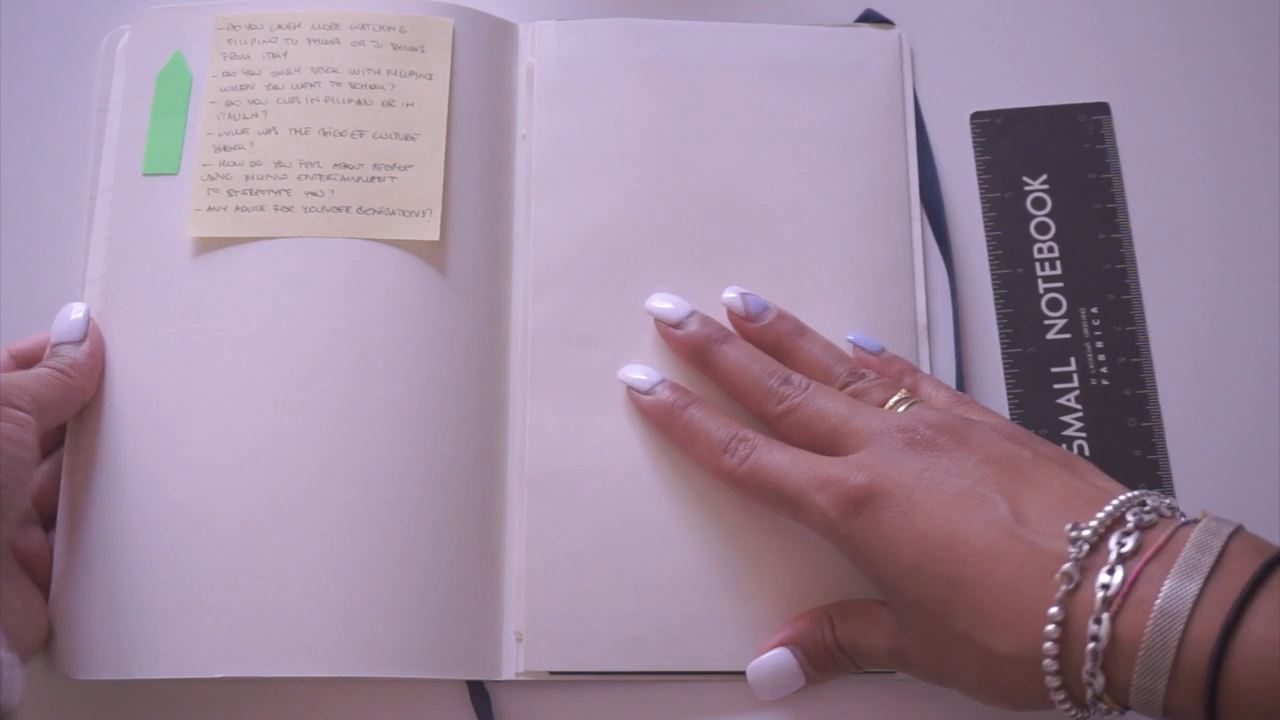 - DO YOU LAUGH MORE WATCHING
FILIPINO TV SHOWS OR TV SHOWS
FROM ITALY
- DO YOU ONLY STICK WITH FILIPINO
WHEN YOU WENT TO SCHOOL?
- DO YOU CUSS IN FILIPINO OR IN
ITALIAN?
- WHAT WAS THE BIGGEST CULTURE
SHOCK?
- HOW DO YOU FEEL ABOUT PEOPLE
USING FILIPINO ENTERTAINMENT
TO STEREOTYPE YOU?
- ANY ADVICE FOR YOUNGER GENERATIONS?
SMALL NOTEBOOK
FABRICA